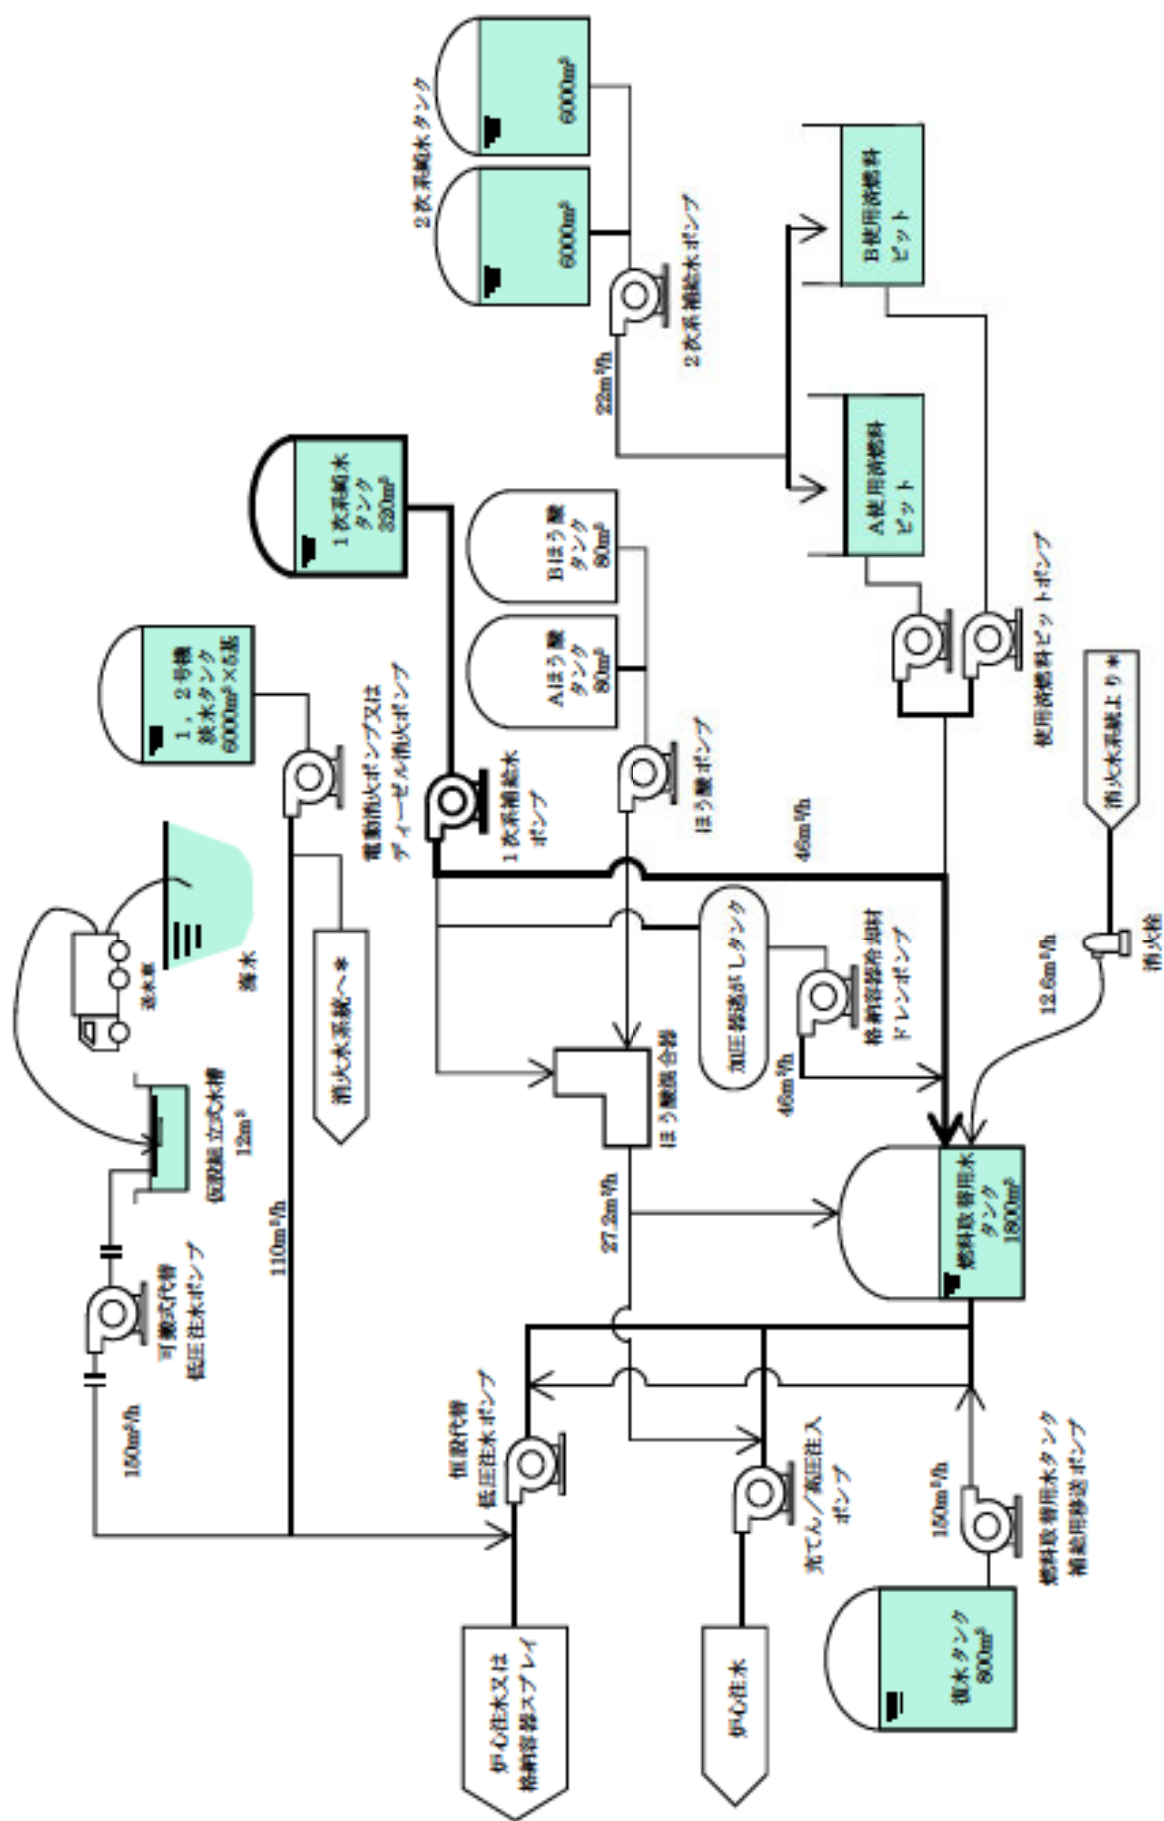 2次系純水タンク
6000m³
6000m³
2次系補給水ポンプ
22m³/h
B使用済燃料
ピット
A使用済燃料
ピット
使用済燃料ピットポンプ
1次系純水
タンク
320m³
Bほう酸
タンク
80m³
Aほう酸
タンク
80m³
ほう酸ポンプ
1次系補給水
ポンプ
46m³/h
1，2号機
淡水タンク
6000m³×5基
電動消火ポンプ又は
ディーゼル消火ポンプ
消火水系統より＊
消火栓
12.6m³/h
送水車
海水
消火水系統へ＊
加圧器逃がしタンク
格納容器冷却材
ドレンポンプ
46m³/h
ほう酸混合器
27.2m³/h
仮設組立式水槽
12m³
110m³/h
可搬式代替
低圧注水ポンプ
150m³/h
燃料取替用水
タンク
1800m³
恒設代替
低圧注水ポンプ
充てん／高圧注入
ポンプ
150m³/h
燃料取替用水タンク
補給用移送ポンプ
炉心注水又は
格納容器スプレイ
炉心注水
復水タンク
800m³